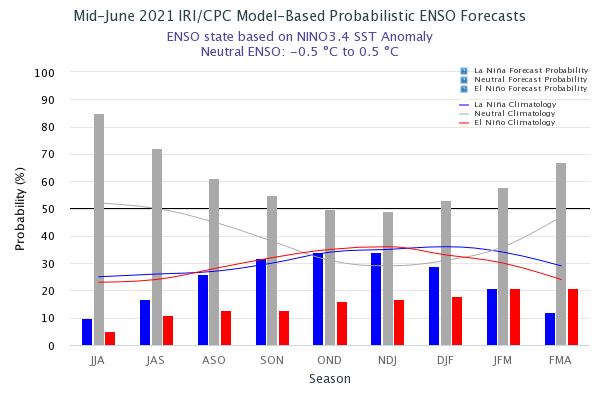 Mid-June 2021 IRI/CPC Model-Based Probabilistic ENSO Forecasts
ENSO state based on NINO3.4 SST Anomaly
Neutral ENSO: −0.5 °C to 0.5 °C
La Niña Forecast Probability
Neutral Forecast Probability
El Niño Forecast Probability
La Niña Climatology
Neutral Climatology
El Niño Climatology
Probability (%)
100
90
80
70
60
50
40
30
20
10
0
JJA JAS ASO SON OND NDJ DJF JFM FMA
Season